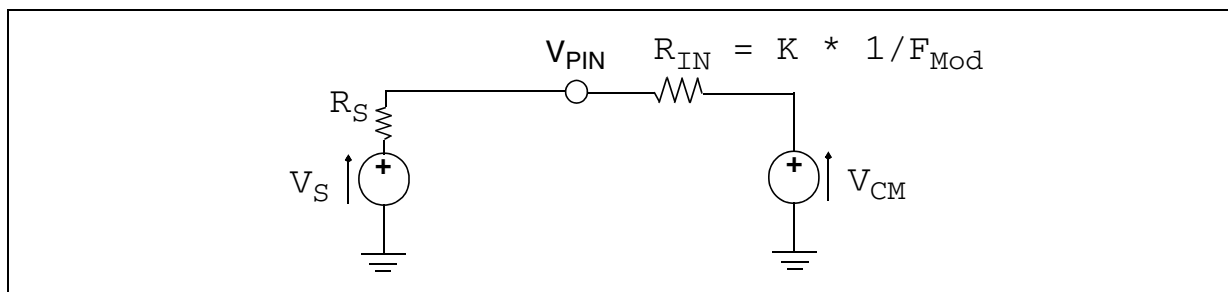 V_PIN
R_IN = K * 1/F_Mod
R_S
+
V_S
+
V_CM